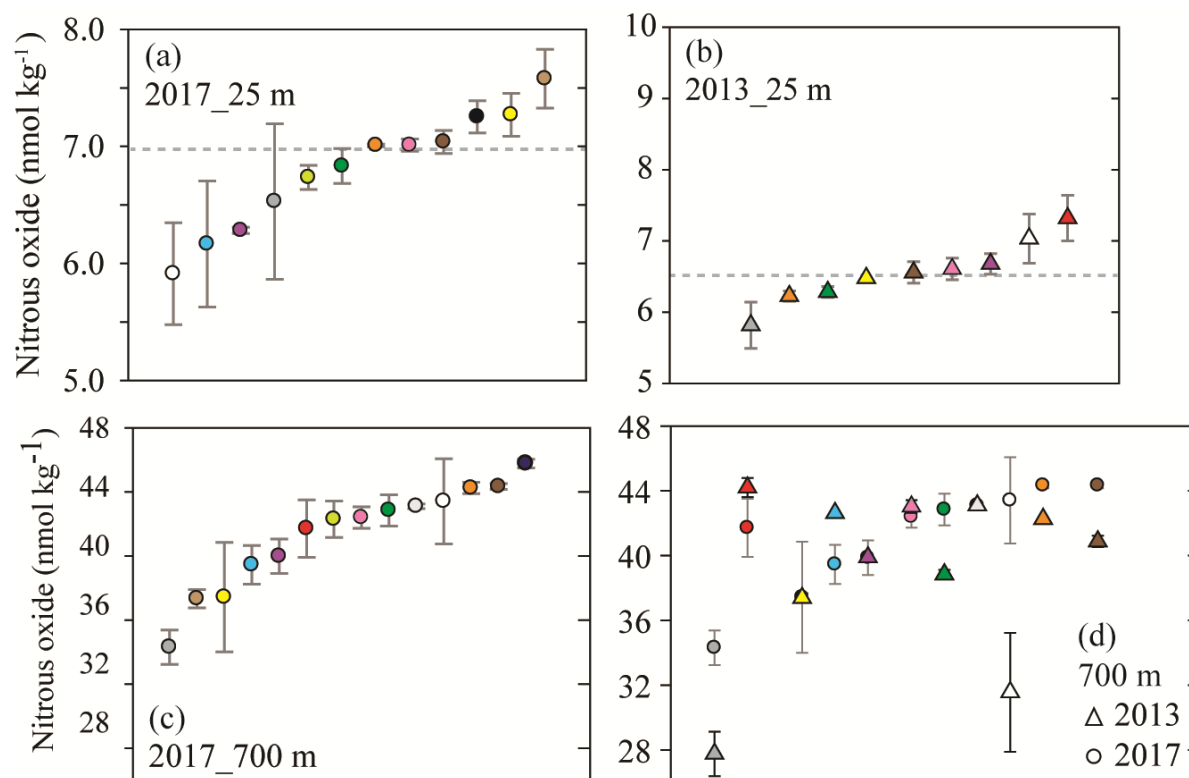 Nitrous oxide (nmol kg⁻¹)
8.0
7.0
6.0
5.0
(a)
2017_25 m
10
9
8
7
6
5
(b)
2013_25 m
Nitrous oxide (nmol kg⁻¹)
48
44
40
36
32
28
(c)
2017_700 m
48
44
40
36
32
28
(d)
700 m
2013
2017